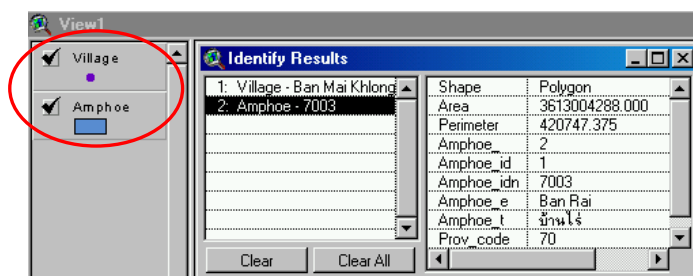 View1
Village
Amphoe
Identify Results
1: Village - Ban Mai Khlong
2: Amphoe - 7003
Shape Polygon
Area 3613004288.000
Perimeter 420747.375
Amphoe_ 2
Amphoe_id 1
Amphoe_idn 7003
Amphoe_e Ban Rai
Amphoe_t บ้านไร่
Prov_code 70
Clear Clear All